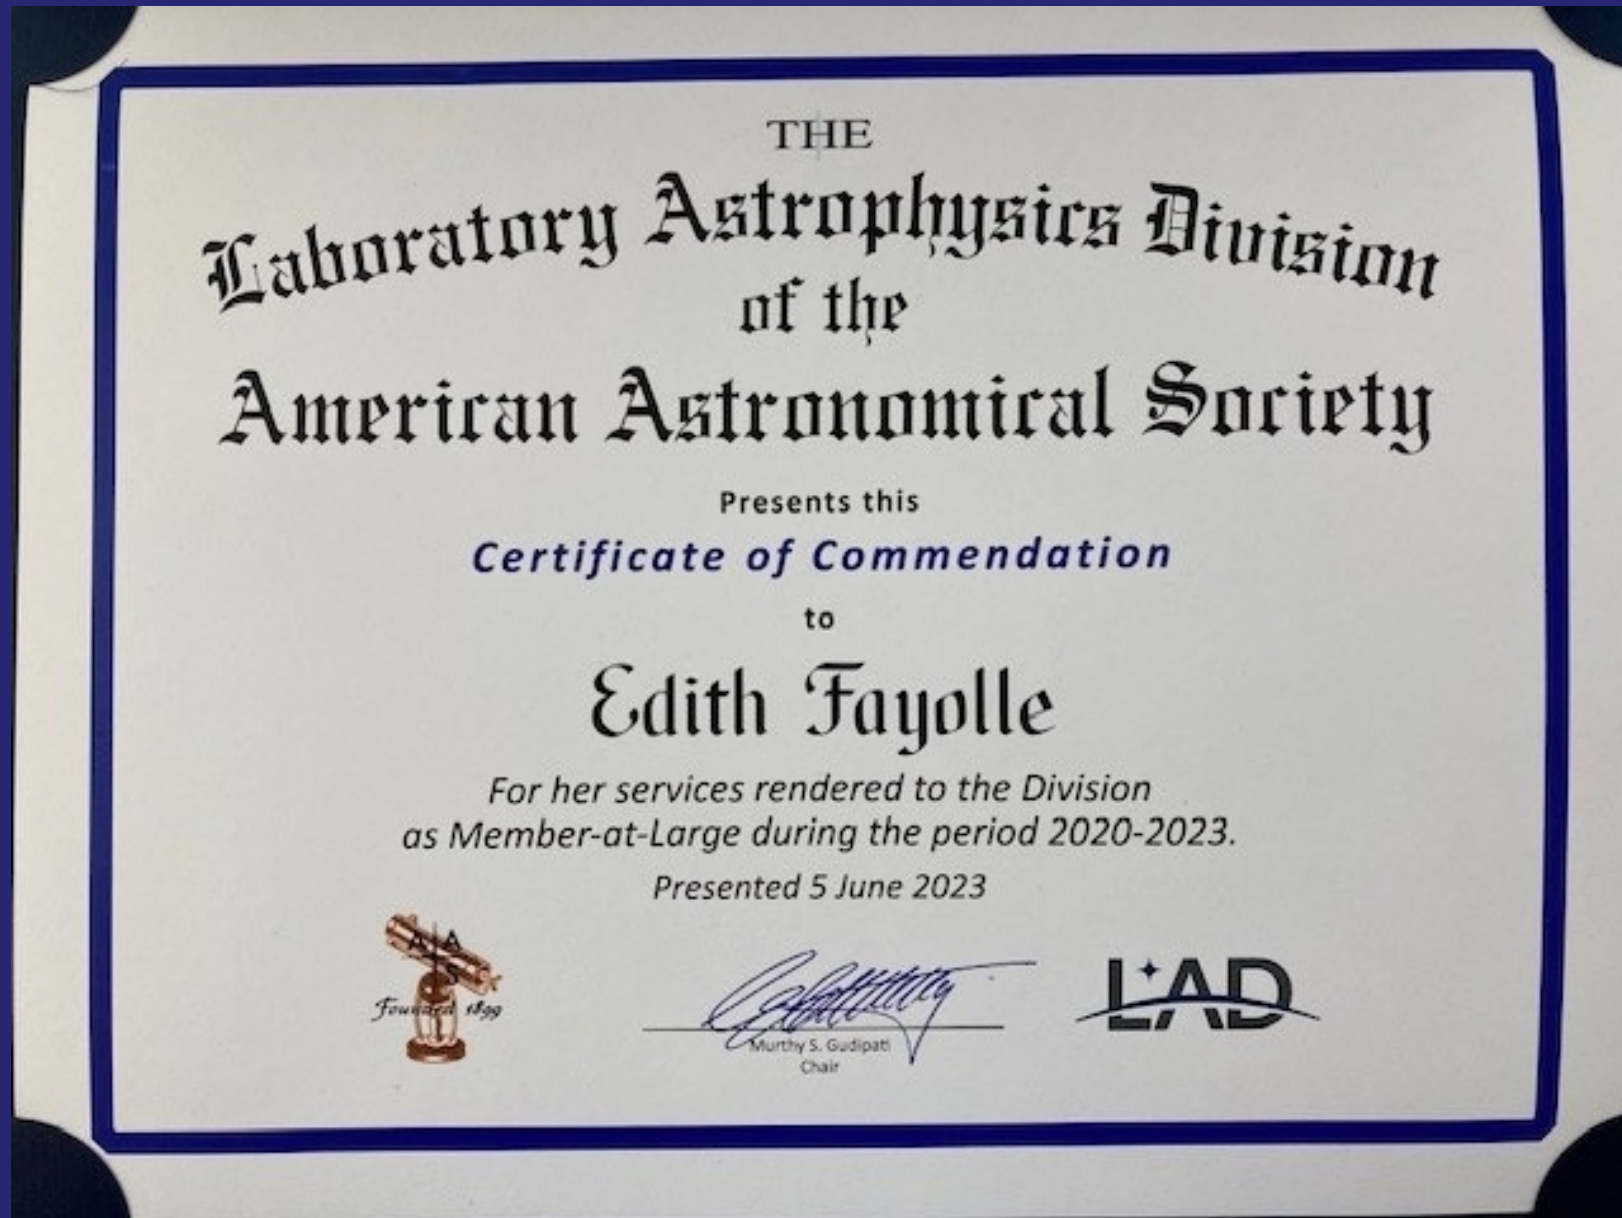 THE
Laboratory Astrophysics Division
of the
American Astronomical Society
Presents this
Certificate of Commendation
to
Edith Fayolle
For her services rendered to the Division
as Member-at-Large during the period 2020-2023.
Presented 5 June 2023
A A
S
Founded 1899
Murthy S. Gudipati
Chair
LAD